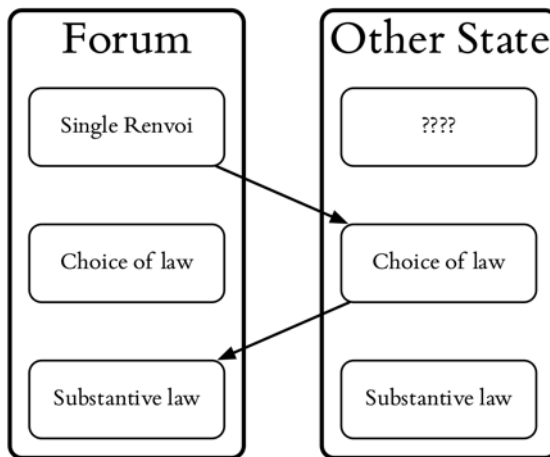 Forum
Other State
Single Renvoi
????
Choice of law
Choice of law
Substantive law
Substantive law